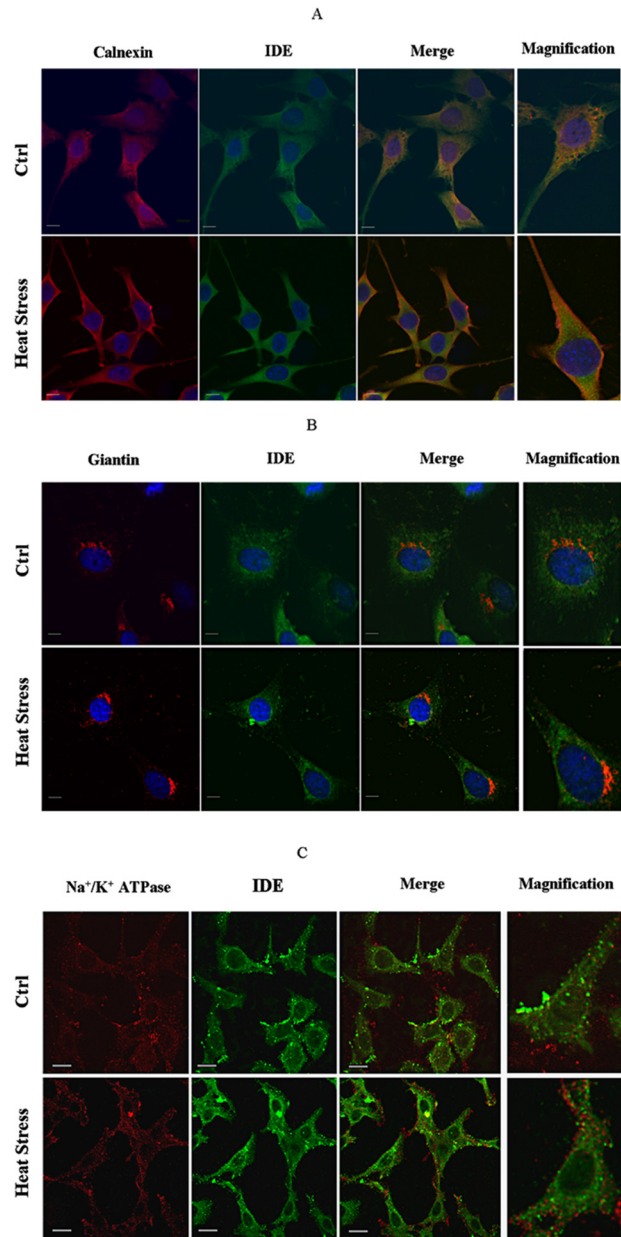 A
Calnexin IDE Merge Magnification
Ctrl
Heat Stress
B
Giantin IDE Merge Magnification
Ctrl
Heat Stress
C
Na⁺/K⁺ ATPase IDE Merge Magnification
Ctrl
Heat Stress